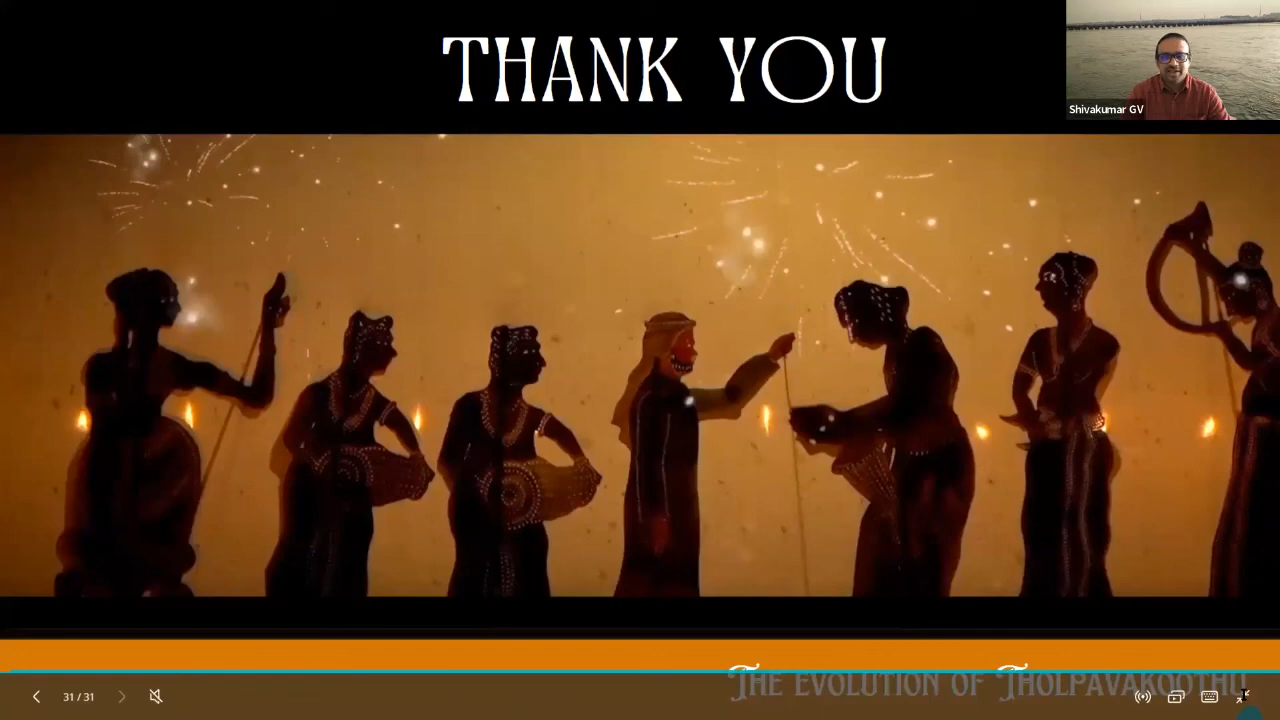 THANK YOU
Shivakumar GV
THE EVOLUTION OF THOLPAVAKOOTHU
31 / 31